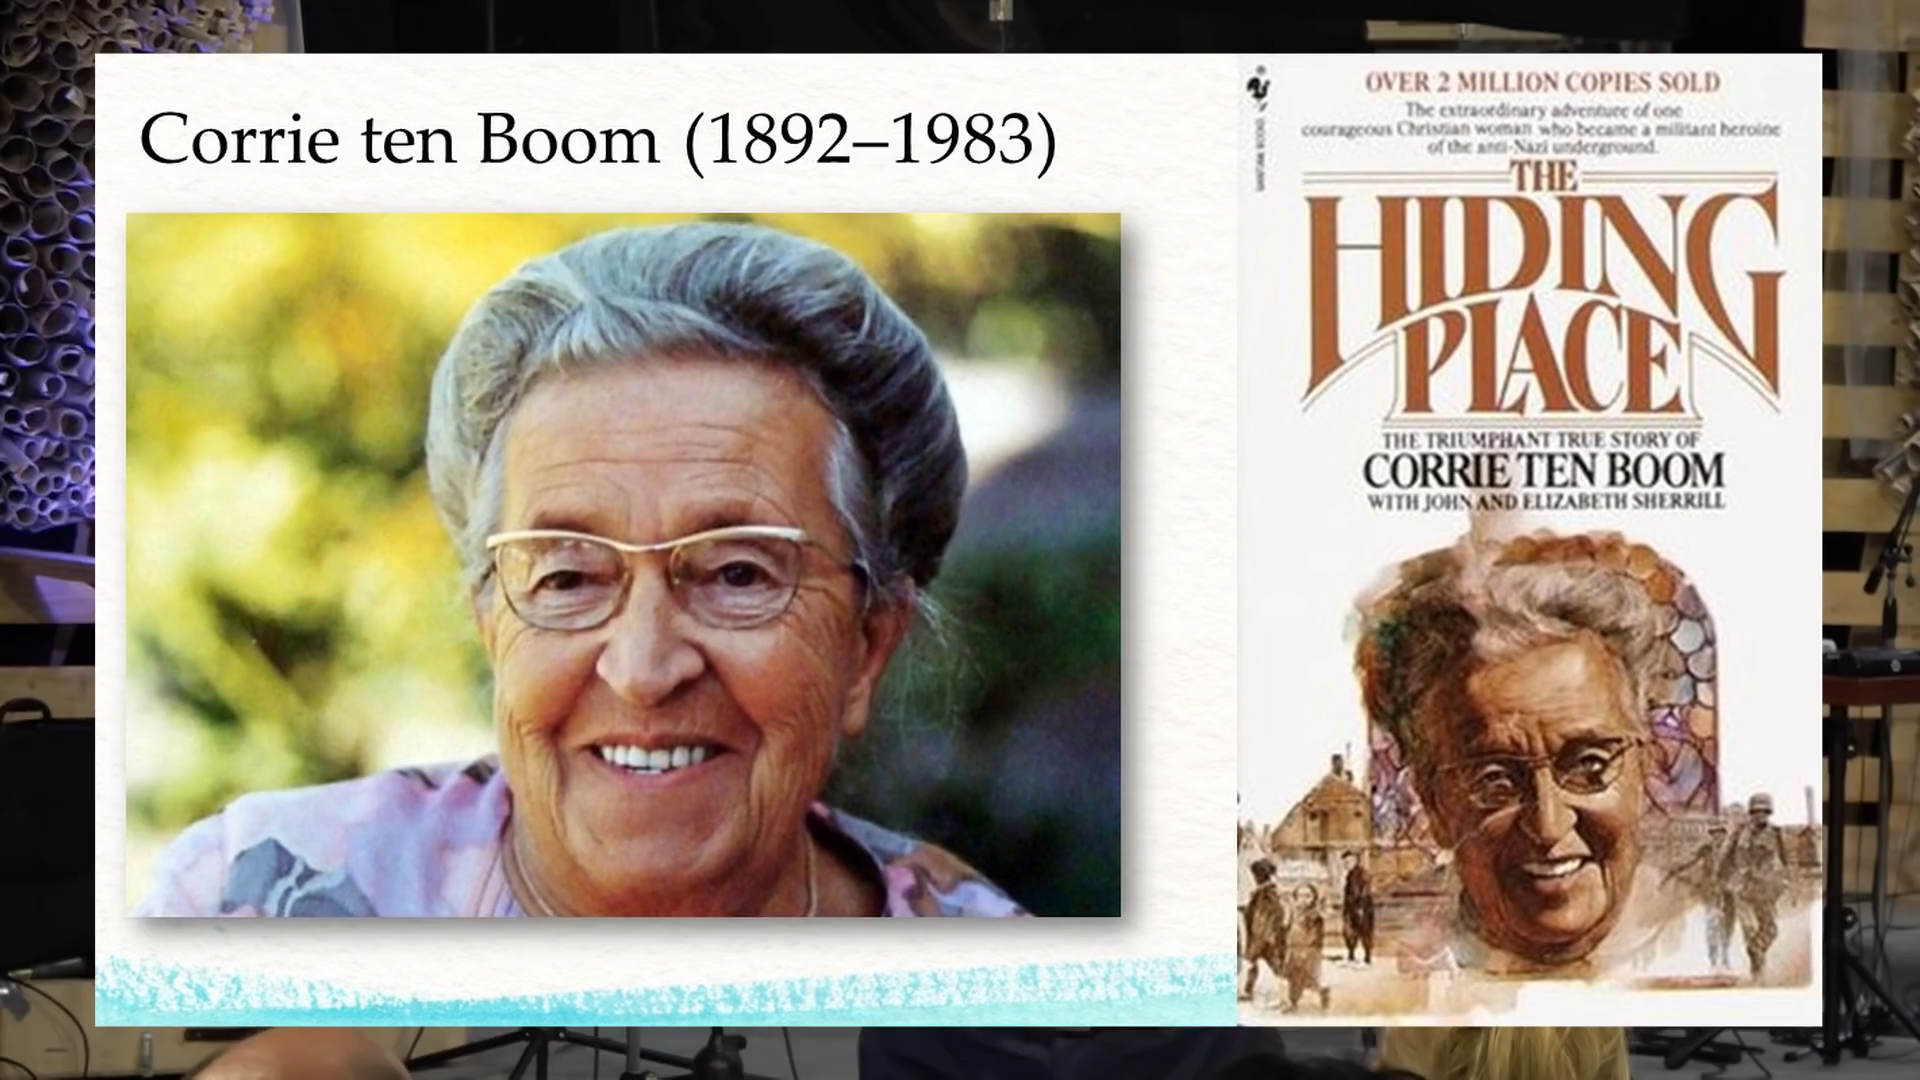 Corrie ten Boom (1892–1983)
OVER 2 MILLION COPIES SOLD
The extraordinary adventure of one
courageous Christian woman who became a militant heroine
of the anti-Nazi underground.
THE
HIDING
PLACE
THE TRIUMPHANT TRUE STORY OF
CORRIE TEN BOOM
WITH JOHN AND ELIZABETH SHERRILL